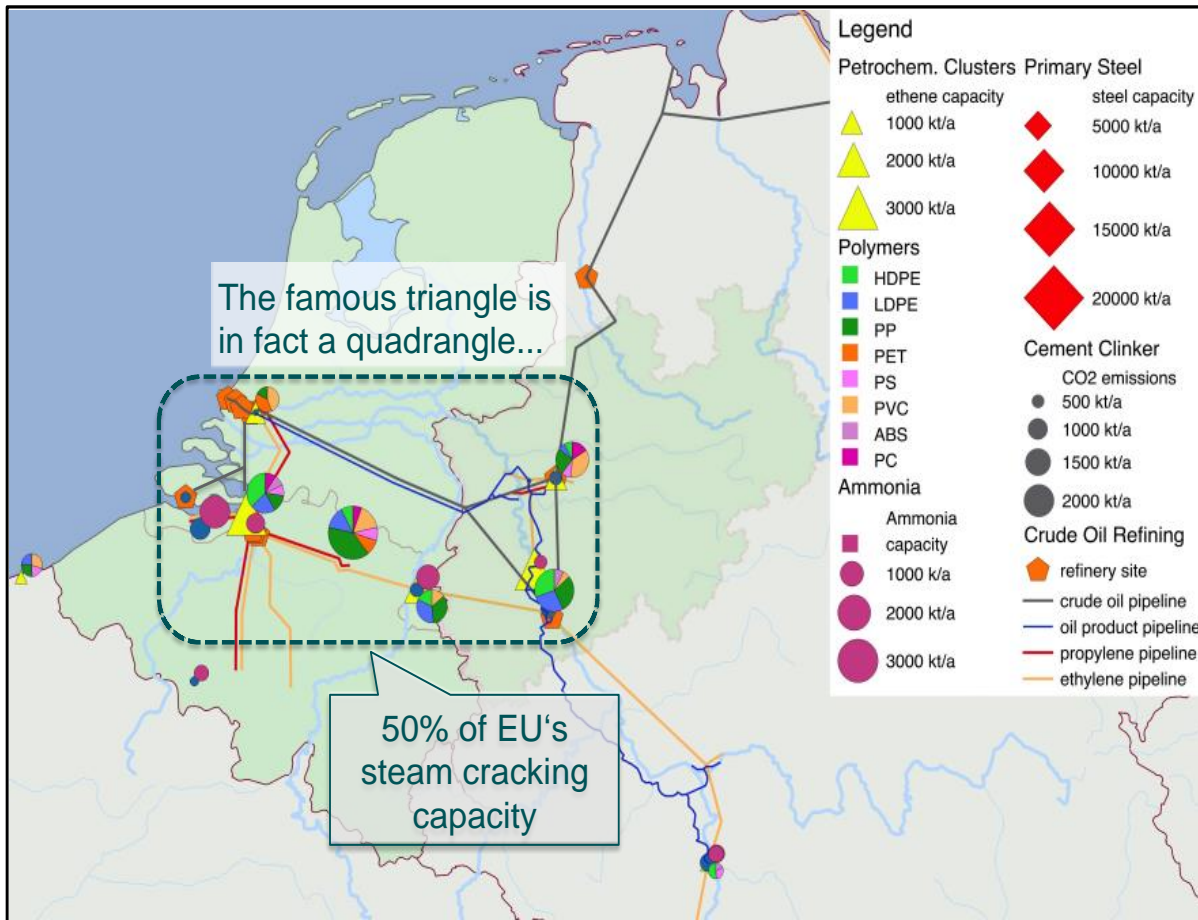 The famous triangle is
in fact a quadrangle...
50% of EU‘s
steam cracking
capacity
Legend
Petrochem. Clusters
ethene capacity
1000 kt/a
2000 kt/a
3000 kt/a
Polymers
HDPE
LDPE
PP
PET
PS
PVC
ABS
PC
Ammonia
Ammonia
capacity
1000 k/a
2000 kt/a
3000 kt/a
Primary Steel
steel capacity
5000 kt/a
10000 kt/a
15000 kt/a
20000 kt/a
Cement Clinker
CO2 emissions
500 kt/a
1000 kt/a
1500 kt/a
2000 kt/a
Crude Oil Refining
refinery site
crude oil pipeline
oil product pipeline
propylene pipeline
ethylene pipeline